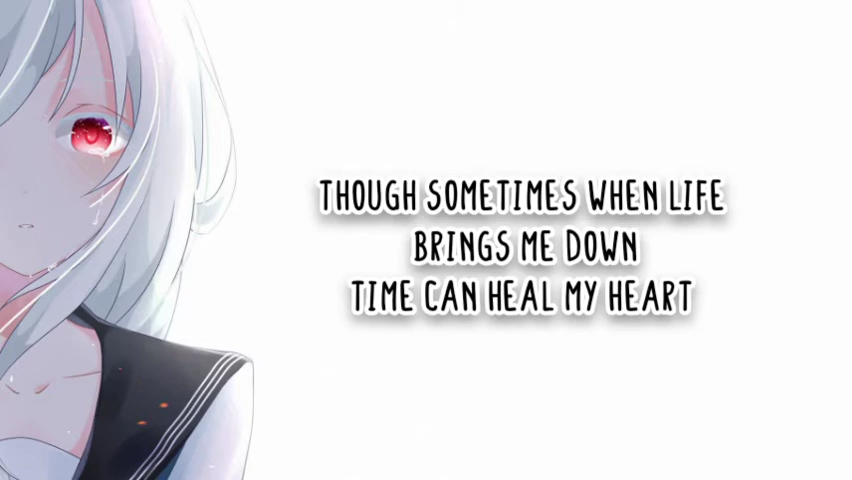 THOUGH SOMETIMES WHEN LIFE
BRINGS ME DOWN
TIME CAN HEAL MY HEART